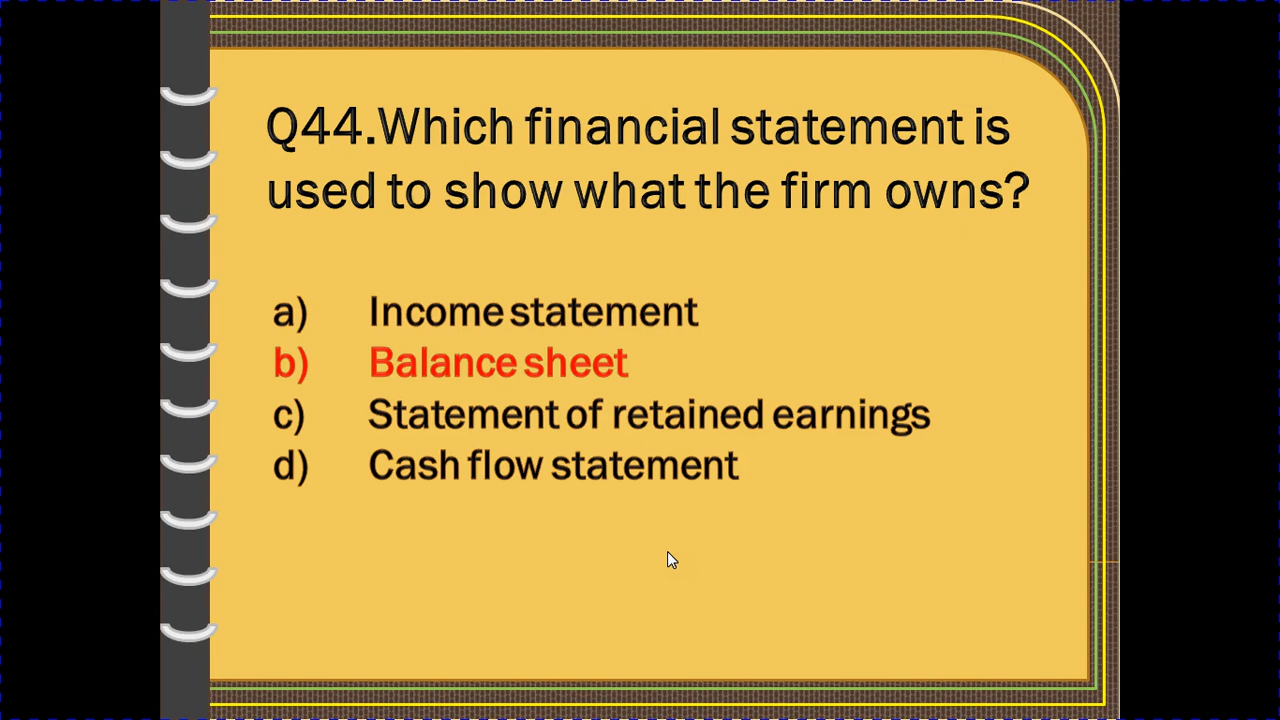 Q44.Which financial statement is
used to show what the firm owns?
a) Income statement
b) Balance sheet
c) Statement of retained earnings
d) Cash flow statement